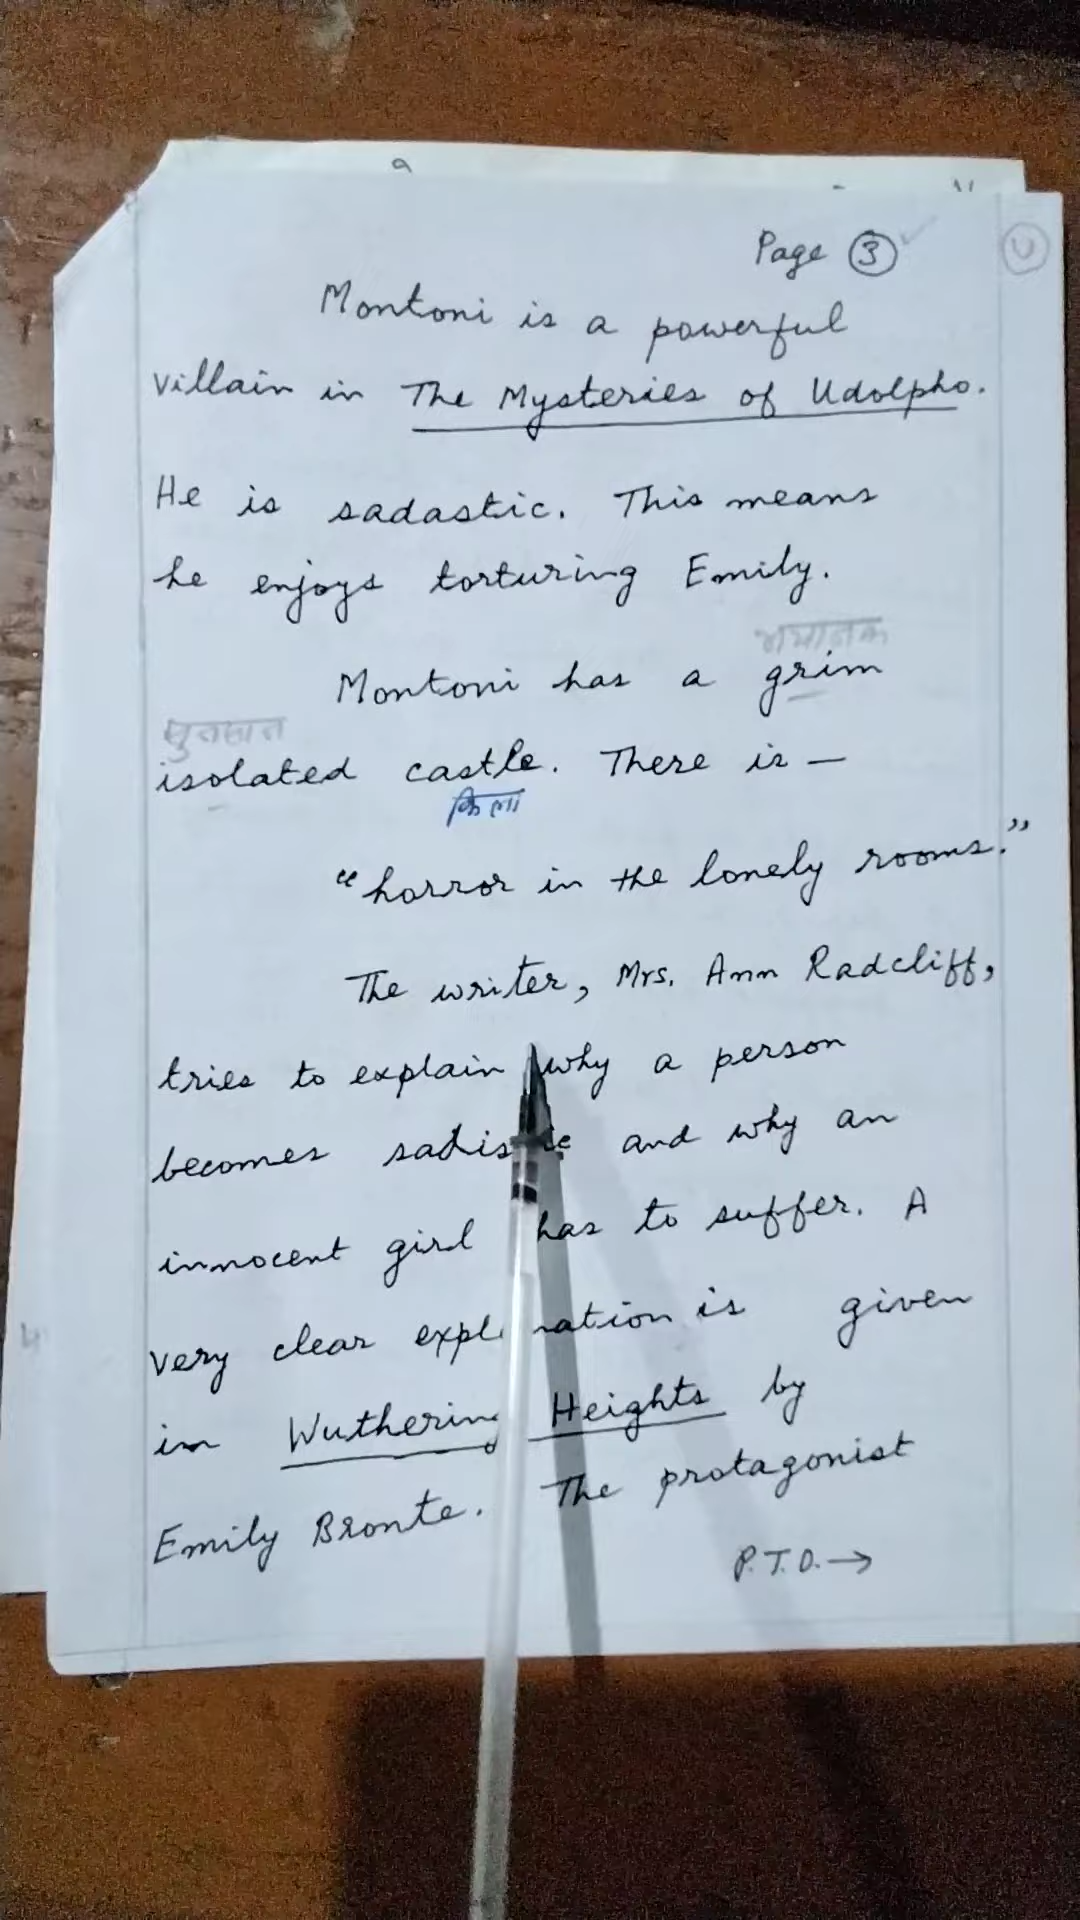 Page 3
Montoni is a powerful
villain in The Mysteries of Udolpho.
He is sadastic. This means
he enjoys torturing Emily.
भयानक
Montoni has a grim
सुनसान
isolated castle. There is —
किला
"horror in the lonely rooms."
The writer, Mrs. Ann Radcliff,
tries to explain why a person
becomes and why an
innocent girl has to suffer. A
very clear is given
in Wuthering Heights by
Emily Bronte. The protagonist
P.T.O. →